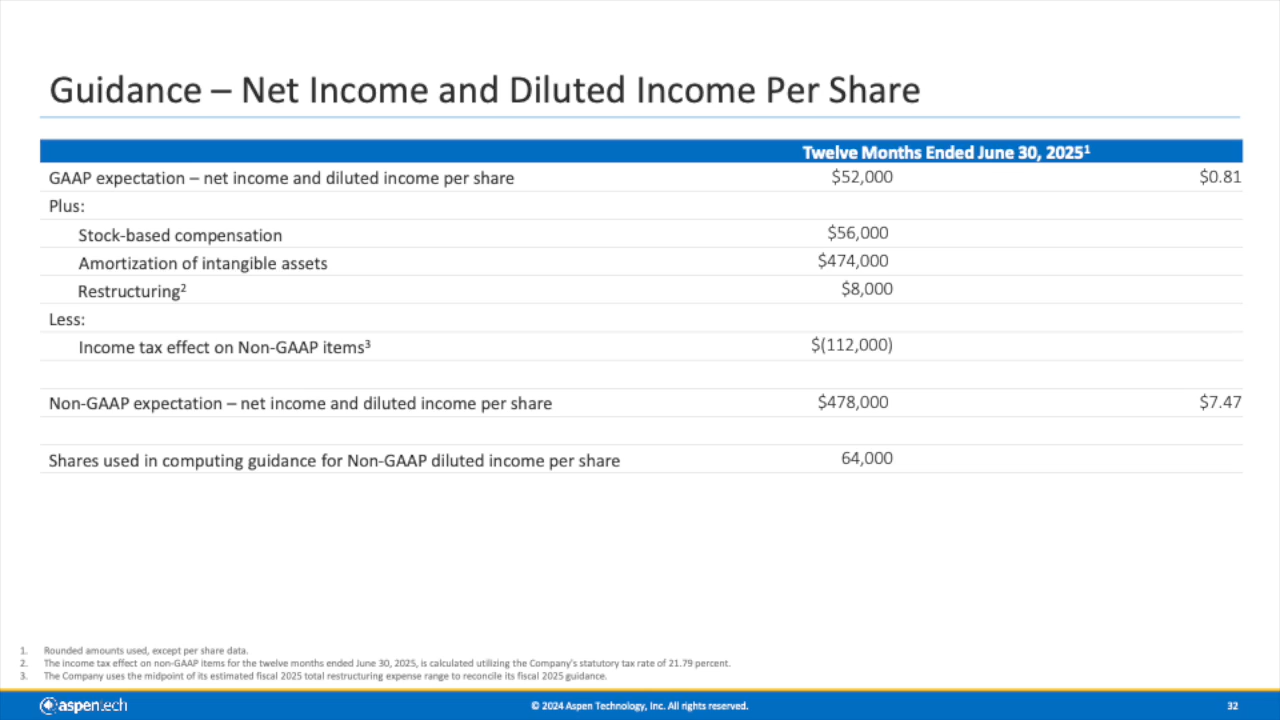 Guidance – Net Income and Diluted Income Per Share
Twelve Months Ended June 30, 2025¹
GAAP expectation – net income and diluted income per share $52,000 $0.81
Plus:
Stock-based compensation $56,000
Amortization of intangible assets $474,000
Restructuring² $8,000
Less:
Income tax effect on Non-GAAP items³ $(112,000)
Non-GAAP expectation – net income and diluted income per share $478,000 $7.47
Shares used in computing guidance for Non-GAAP diluted income per share 64,000
1. Rounded amounts used, except per share data.
2. The income tax effect on non-GAAP items for the twelve months ended June 30, 2025, is calculated utilizing the Company's statutory tax rate of 21.79 percent.
3. The Company uses the midpoint of its estimated fiscal 2025 total restructuring expense range to reconcile its fiscal 2025 guidance.
aspentech © 2024 Aspen Technology, Inc. All rights reserved. 32